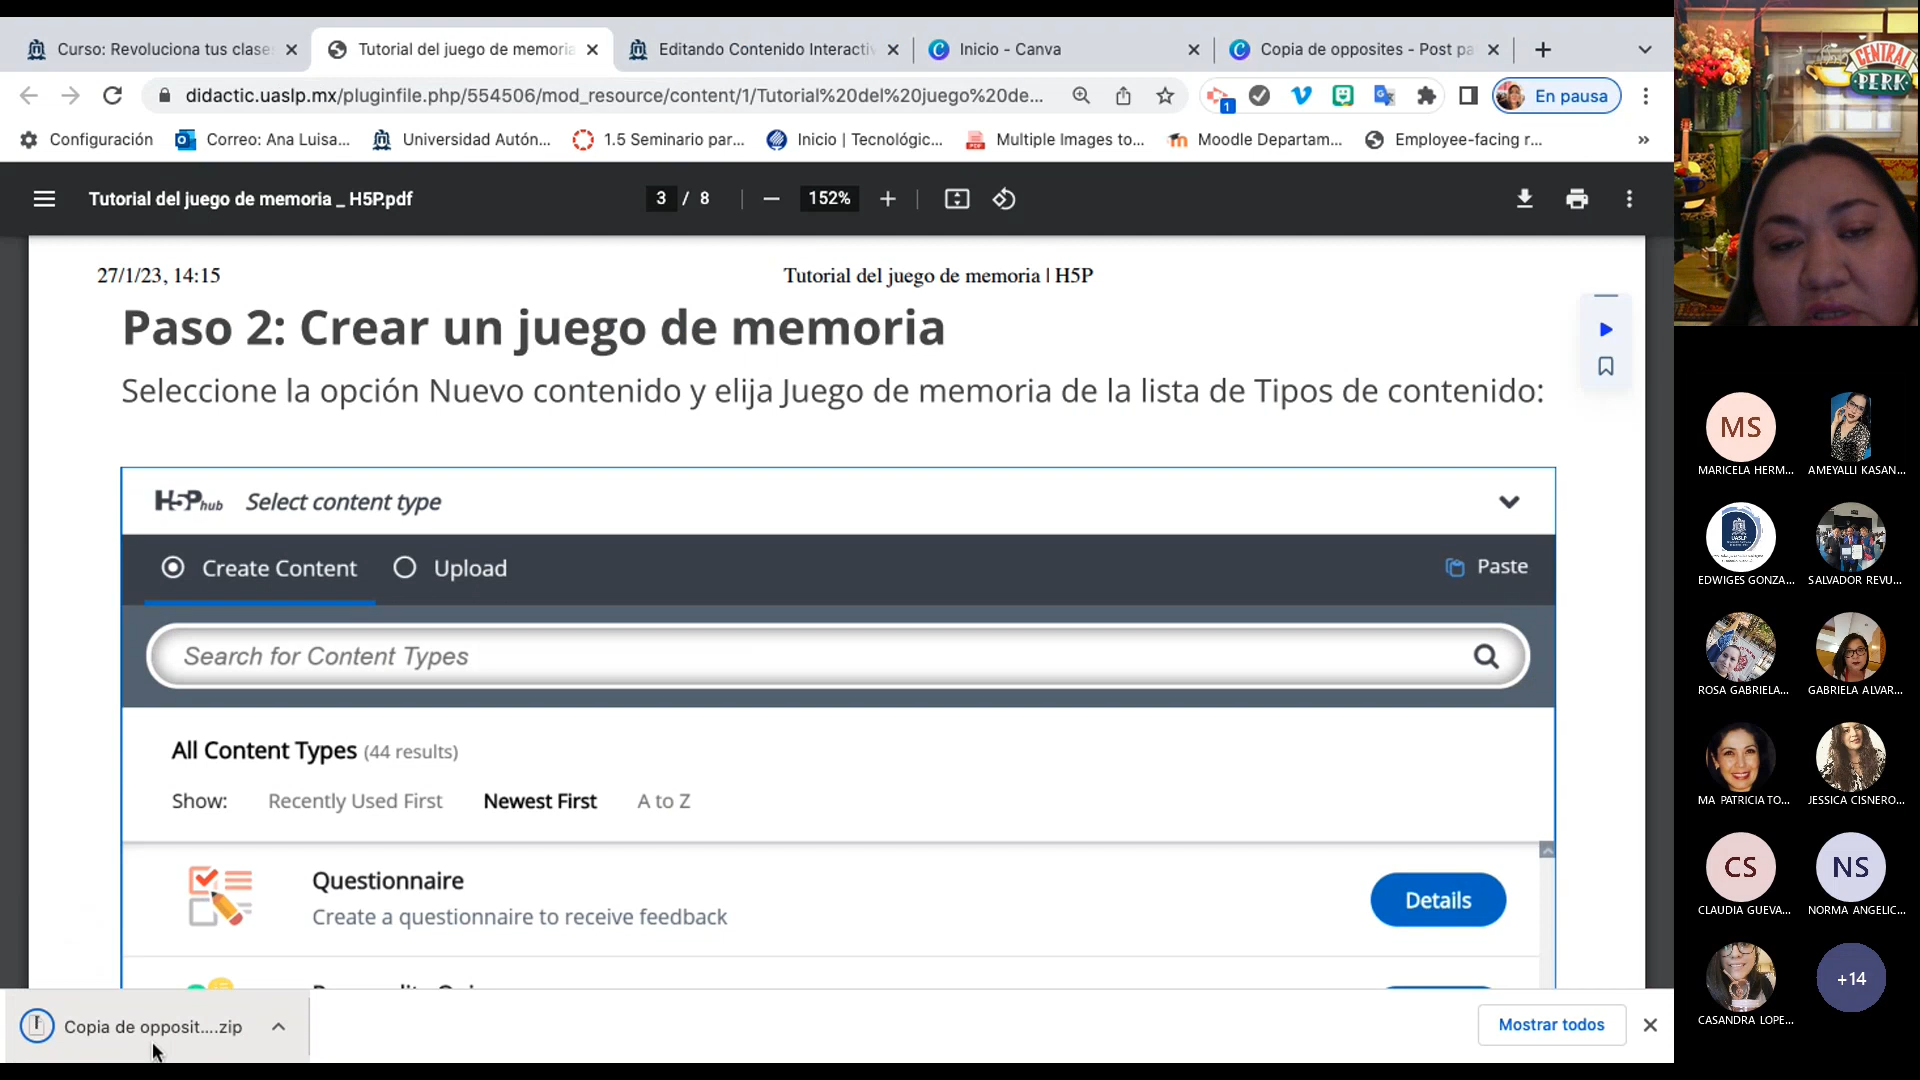 Curso: Revoluciona tus clase
Tutorial del juego de memoria
Editando Contenido Interacti
Inicio - Canva
Copia de opposites - Post pa
didactic.uaslp.mx/pluginfile.php/554506/mod_resource/content/1/Tutorial%20del%20juego%20de...
1
En pausa
Configuración
Correo: Ana Luisa...
Universidad Autón...
1.5 Seminario par...
Inicio | Tecnológic...
Multiple Images to...
Moodle Departam...
Employee-facing r...
»
Tutorial del juego de memoria _ H5P.pdf
3 / 8
152%
27/1/23, 14:15
Tutorial del juego de memoria | H5P
Paso 2: Crear un juego de memoria
Seleccione la opción Nuevo contenido y elija Juego de memoria de la lista de Tipos de contenido:
H5P hub Select content type
Create Content
Upload
Paste
Search for Content Types
All Content Types (44 results)
Show:
Recently Used First
Newest First
A to Z
Questionnaire
Create a questionnaire to receive feedback
Details
Copia de opposit....zip
Mostrar todos
CENTRAL
PERK
MS
MARICELA HERM...
AMEYALLI KASAN...
UASLP
EDWIGES GONZA...
SALVADOR REVU...
ROSA GABRIELA...
GABRIELA ALVAR...
MA PATRICIA TO...
JESSICA CISNERO...
CS
CLAUDIA GUEVA...
NS
NORMA ANGELIC...
CASANDRA LOPE...
+14